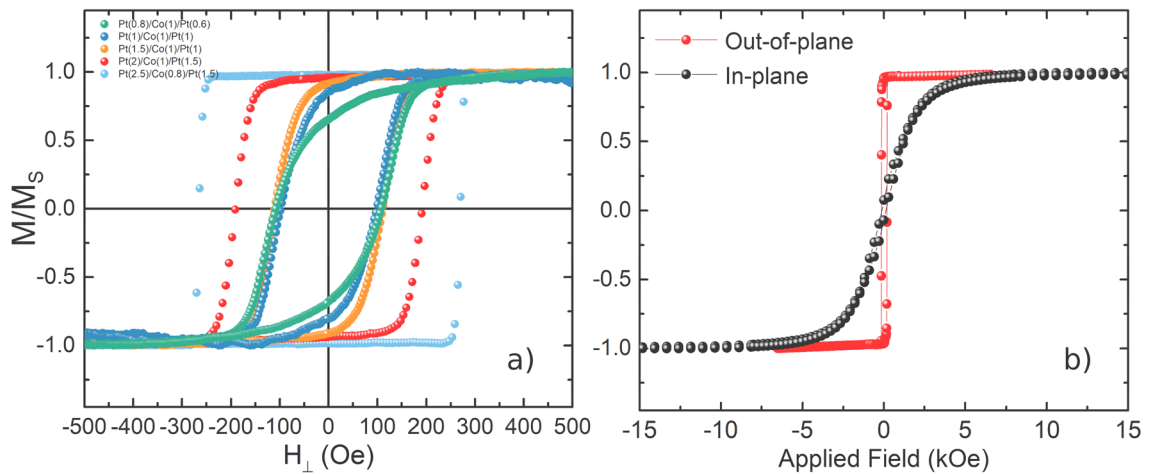 Pt(0.8)/Co(1)/Pt(0.6)
Pt(1)/Co(1)/Pt(1)
Pt(1.5)/Co(1)/Pt(1)
Pt(2)/Co(1)/Pt(1.5)
Pt(2.5)/Co(0.8)/Pt(1.5)
1.0
0.5
0.0
-0.5
-1.0
M/M_S
a)
-500 -400 -300 -200 -100 0 100 200 300 400 500
H_⊥ (Oe)
Out-of-plane
In-plane
1.0
0.5
0.0
-0.5
-1.0
b)
-15 -10 -5 0 5 10 15
Applied Field (kOe)